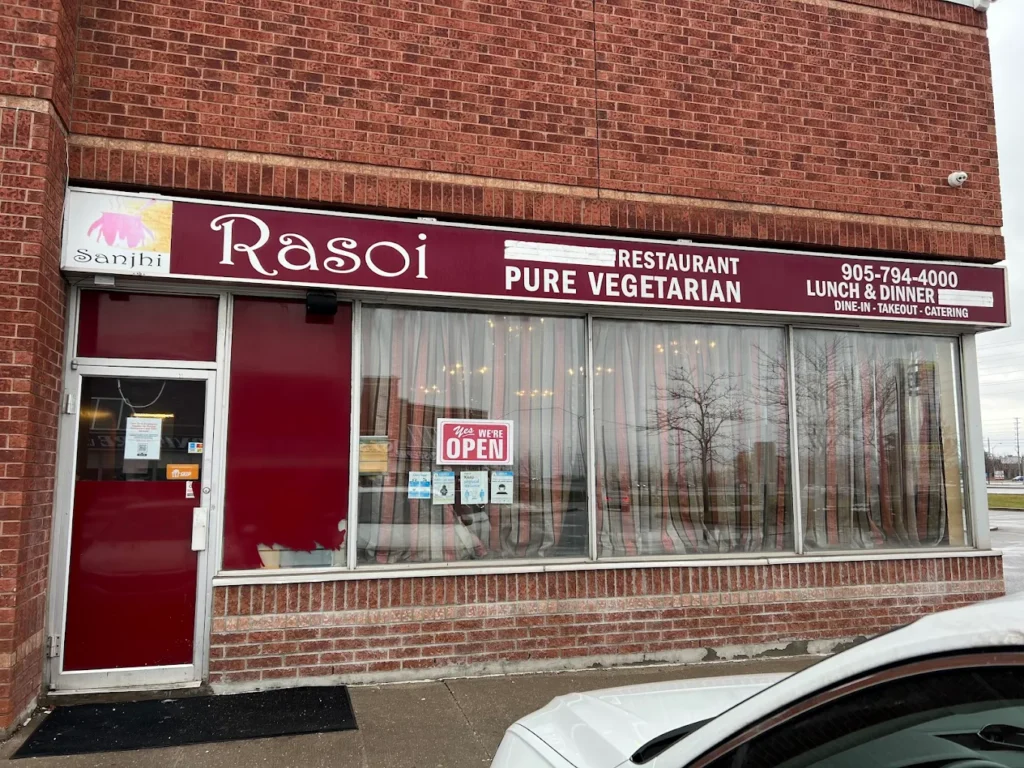 Sanjhi
Rasoi
RESTAURANT
PURE VEGETARIAN
905-794-4000
LUNCH & DINNER
DINE-IN - TAKEOUT - CATERING
Yes WE'RE
OPEN